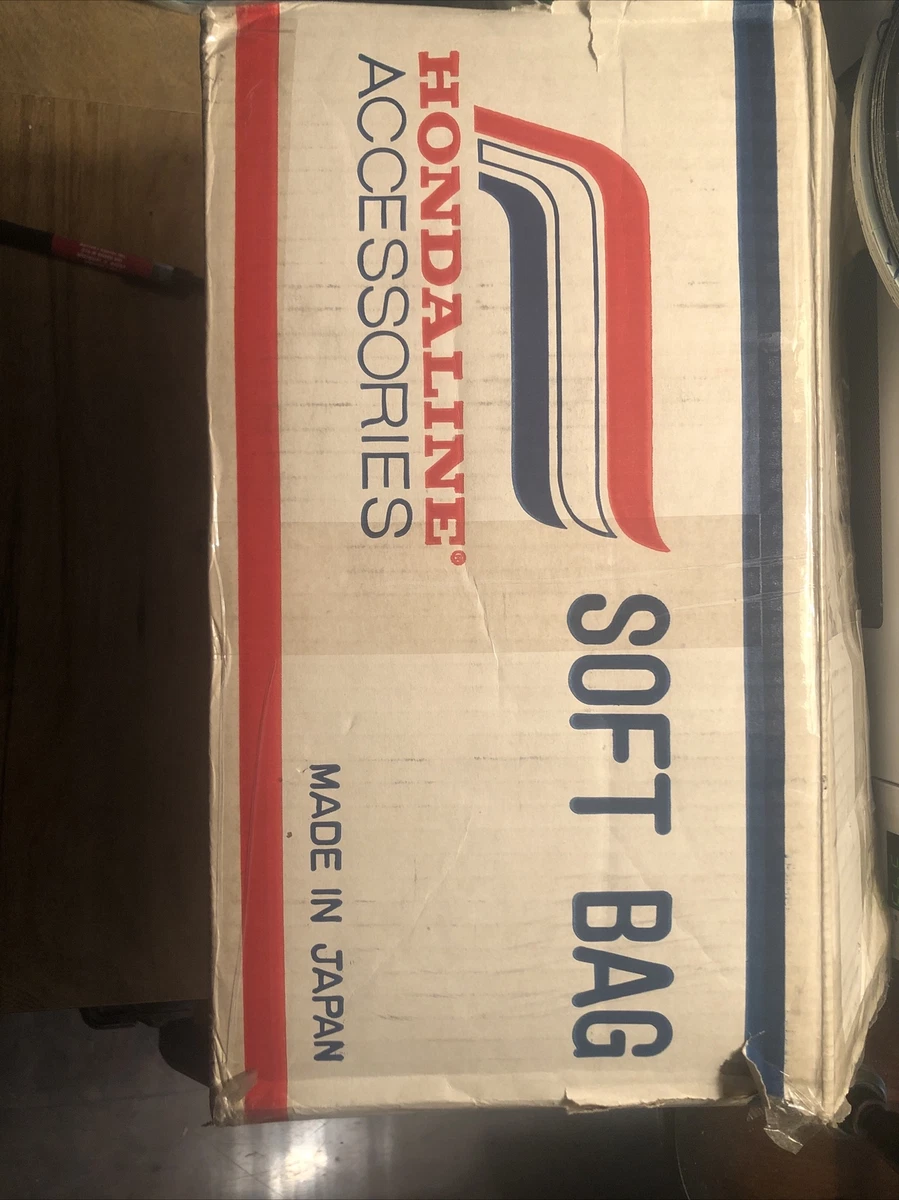 HONDALINE®
ACCESSORIES
SOFT BAG
MADE IN JAPAN